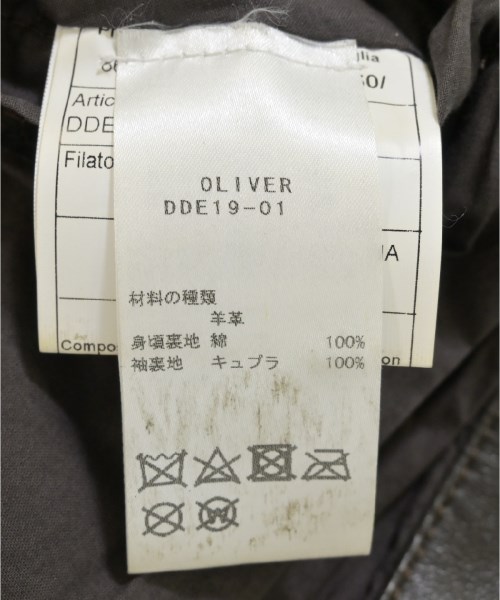 OLIVER
DDE19-01
材料の種類
羊革
身頃裏地 綿 100%
袖裏地 キュプラ 100%
Artic
DDE
Filato
Compo